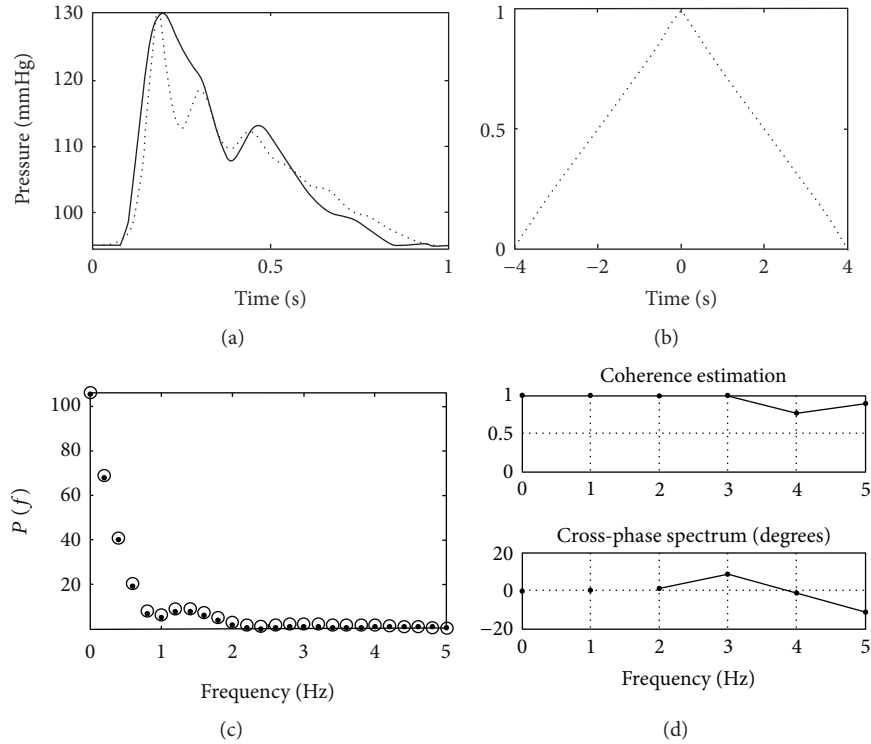 130
120
110
100
Pressure (mmHg)
0 0.5 1
Time (s)
(a)
1
0.5
0
−4 −2 0 2 4
Time (s)
(b)
100
80
60
40
20
P (f)
0 1 2 3 4 5
Frequency (Hz)
(c)
Coherence estimation
1
0.5
0
0 1 2 3 4 5
Cross-phase spectrum (degrees)
20
0
−20
0 1 2 3 4 5
Frequency (Hz)
(d)